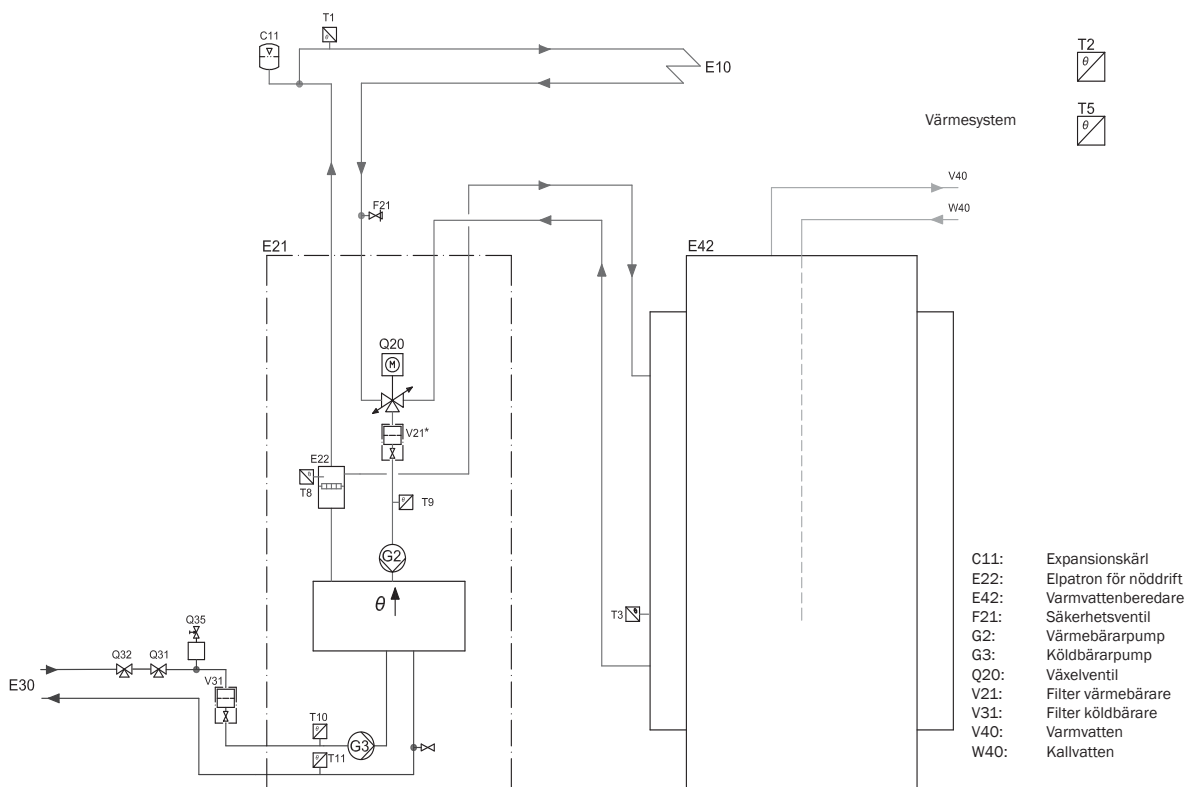 T1
C11
E10
T2
θ
Värmesystem
T5
θ
V40
W40
F21
E21
E42
Q20
M
V21*
E22
T8
T9
G2
θ
T3
Q35
Q32
Q31
E30
V31
T10
G3
T11
C11: Expansionskärl
E22: Elpatron för nöddrift
E42: Varmvattenberedare
F21: Säkerhetsventil
G2: Värmebärarpump
G3: Köldbärarpump
Q20: Växelventil
V21: Filter värmebärare
V31: Filter köldbärare
V40: Varmvatten
W40: Kallvatten